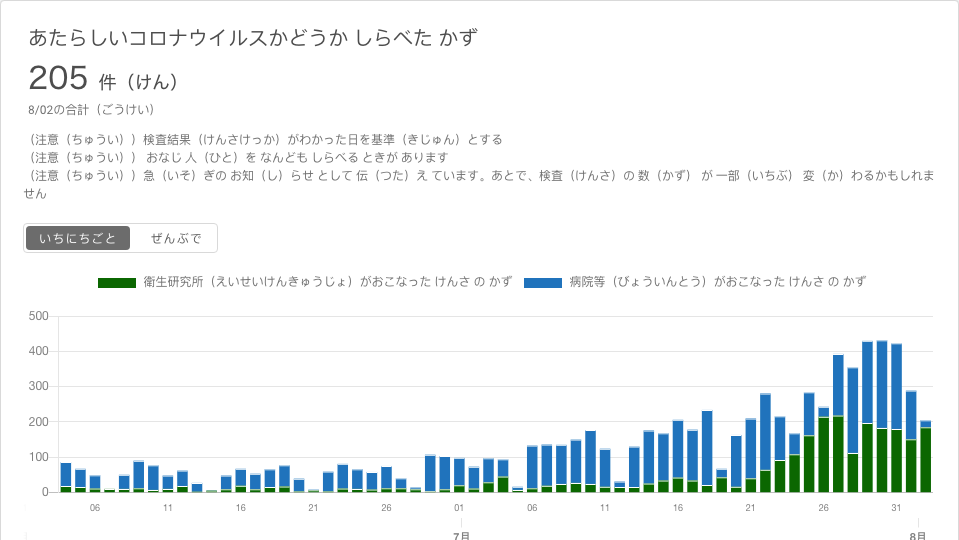 あたらしいコロナウイルスかどうか しらべた かず
205 件（けん）
8/02の合計（ごうけい）
（注意（ちゅうい））検査結果（けんさけっか）がわかった日を基準（きじゅん）とする
（注意（ちゅうい）） おなじ 人（ひと）を なんども しらべる ときが あります
（注意（ちゅうい））急（いそ）ぎの お知（し）らせ として 伝（つた）え ています。あとで、検査（けんさ）の 数（かず） が 一部（いちぶ） 変（か）わるかもしれま
せん
いちにちごと ぜんぶで
衛生研究所（えいせいけんきゅうじょ）がおこなった けんさ の かず 病院等（びょういんとう）がおこなった けんさ の かず
500
400
300
200
100
0
06 11 16 21 26 01 06 11 16 21 26 31
7月 8月